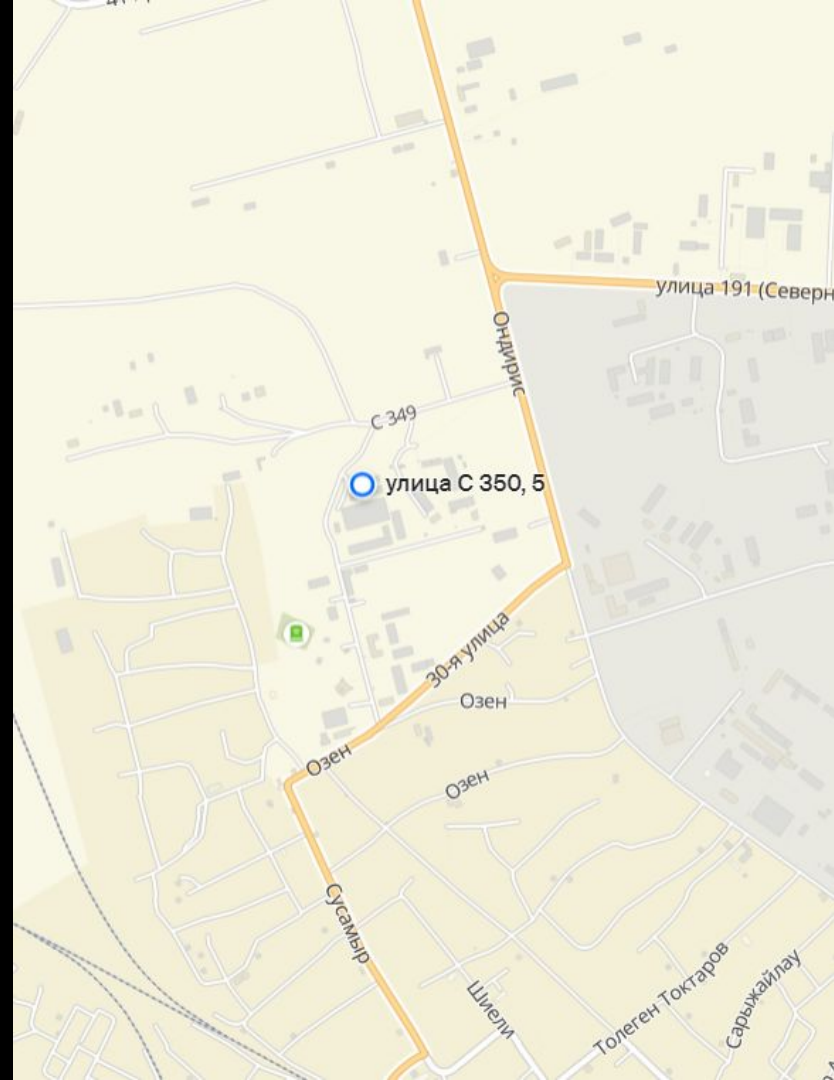 улица 191 (Северн
Ондирис
С 349
улица С 350, 5
30-я улица
Озен
Озен
Озен
Сусамыр
Шиели
Толеген Токтаров
Сарыжайлау